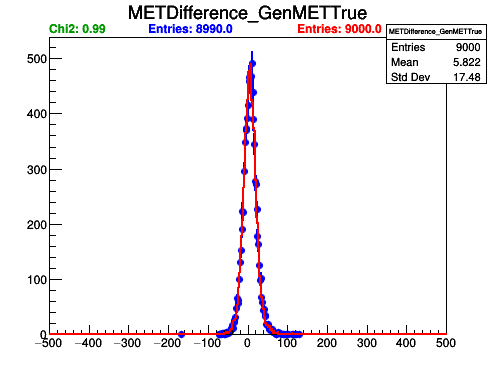 METDifference_GenMETTrue
Chi2: 0.99 Entries: 8990.0 Entries: 9000.0
METDifference_GenMETTrue
Entries 9000
Mean 5.822
Std Dev 17.48
500
400
300
200
100
0
−500 −400 −300 −200 −100 0 100 200 300 400 500